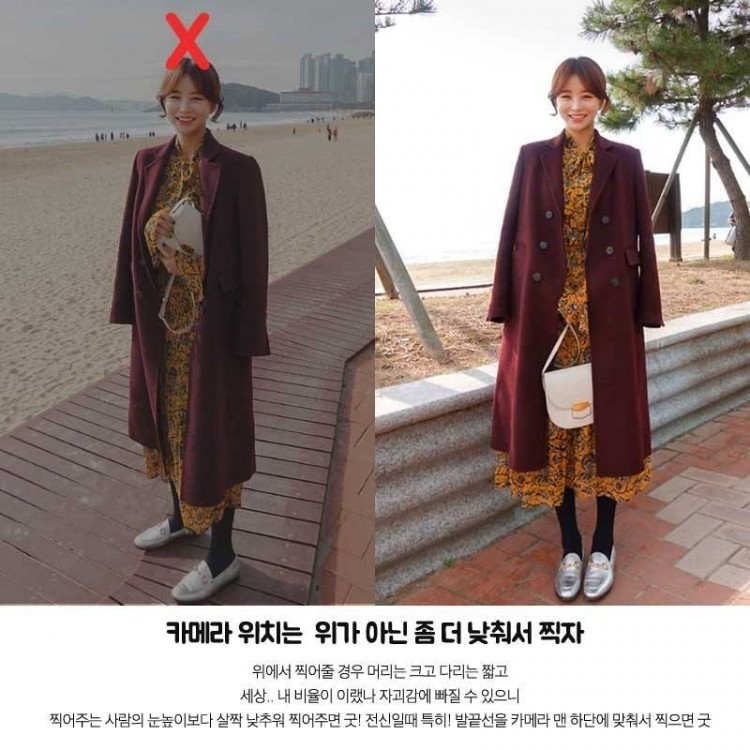 카메라 위치는 위가 아닌 좀 더 낮춰서 찍자
위에서 찍어줄 경우 머리는 크고 다리는 짧고
세상.. 내 비율이 이랬나 자괴감에 빠질 수 있으니
찍어주는 사람의 눈높이보다 살짝 낮추워 찍어주면 굿! 전신일때 특히! 발끝선을 카메라 맨 하단에 맞춰서 찍으면 굿